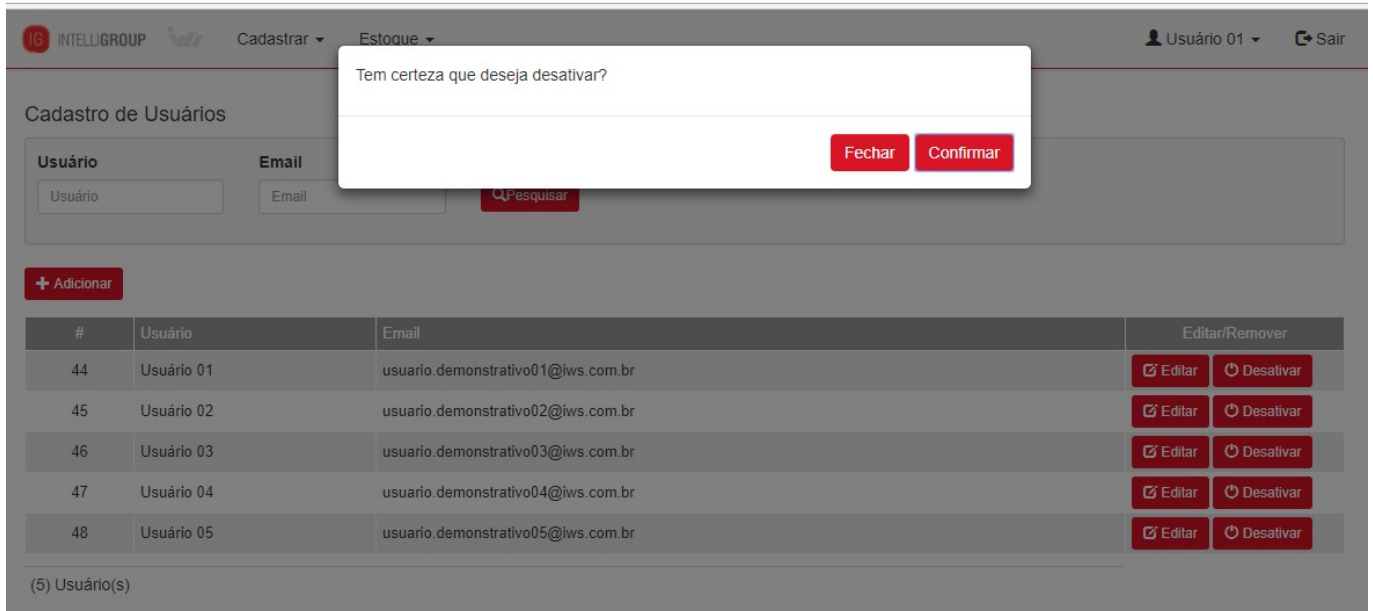 IG INTELLIGROUP Cadastrar Estoque Usuário 01 Sair
Tem certeza que deseja desativar?
Fechar Confirmar
Cadastro de Usuários
Usuário Email
Usuário Email Pesquisar
Adicionar
# Usuário Email Editar/Remover
44 Usuário 01 usuario.demonstrativo01@iws.com.br Editar Desativar
45 Usuário 02 usuario.demonstrativo02@iws.com.br Editar Desativar
46 Usuário 03 usuario.demonstrativo03@iws.com.br Editar Desativar
47 Usuário 04 usuario.demonstrativo04@iws.com.br Editar Desativar
48 Usuário 05 usuario.demonstrativo05@iws.com.br Editar Desativar
(5) Usuário(s)